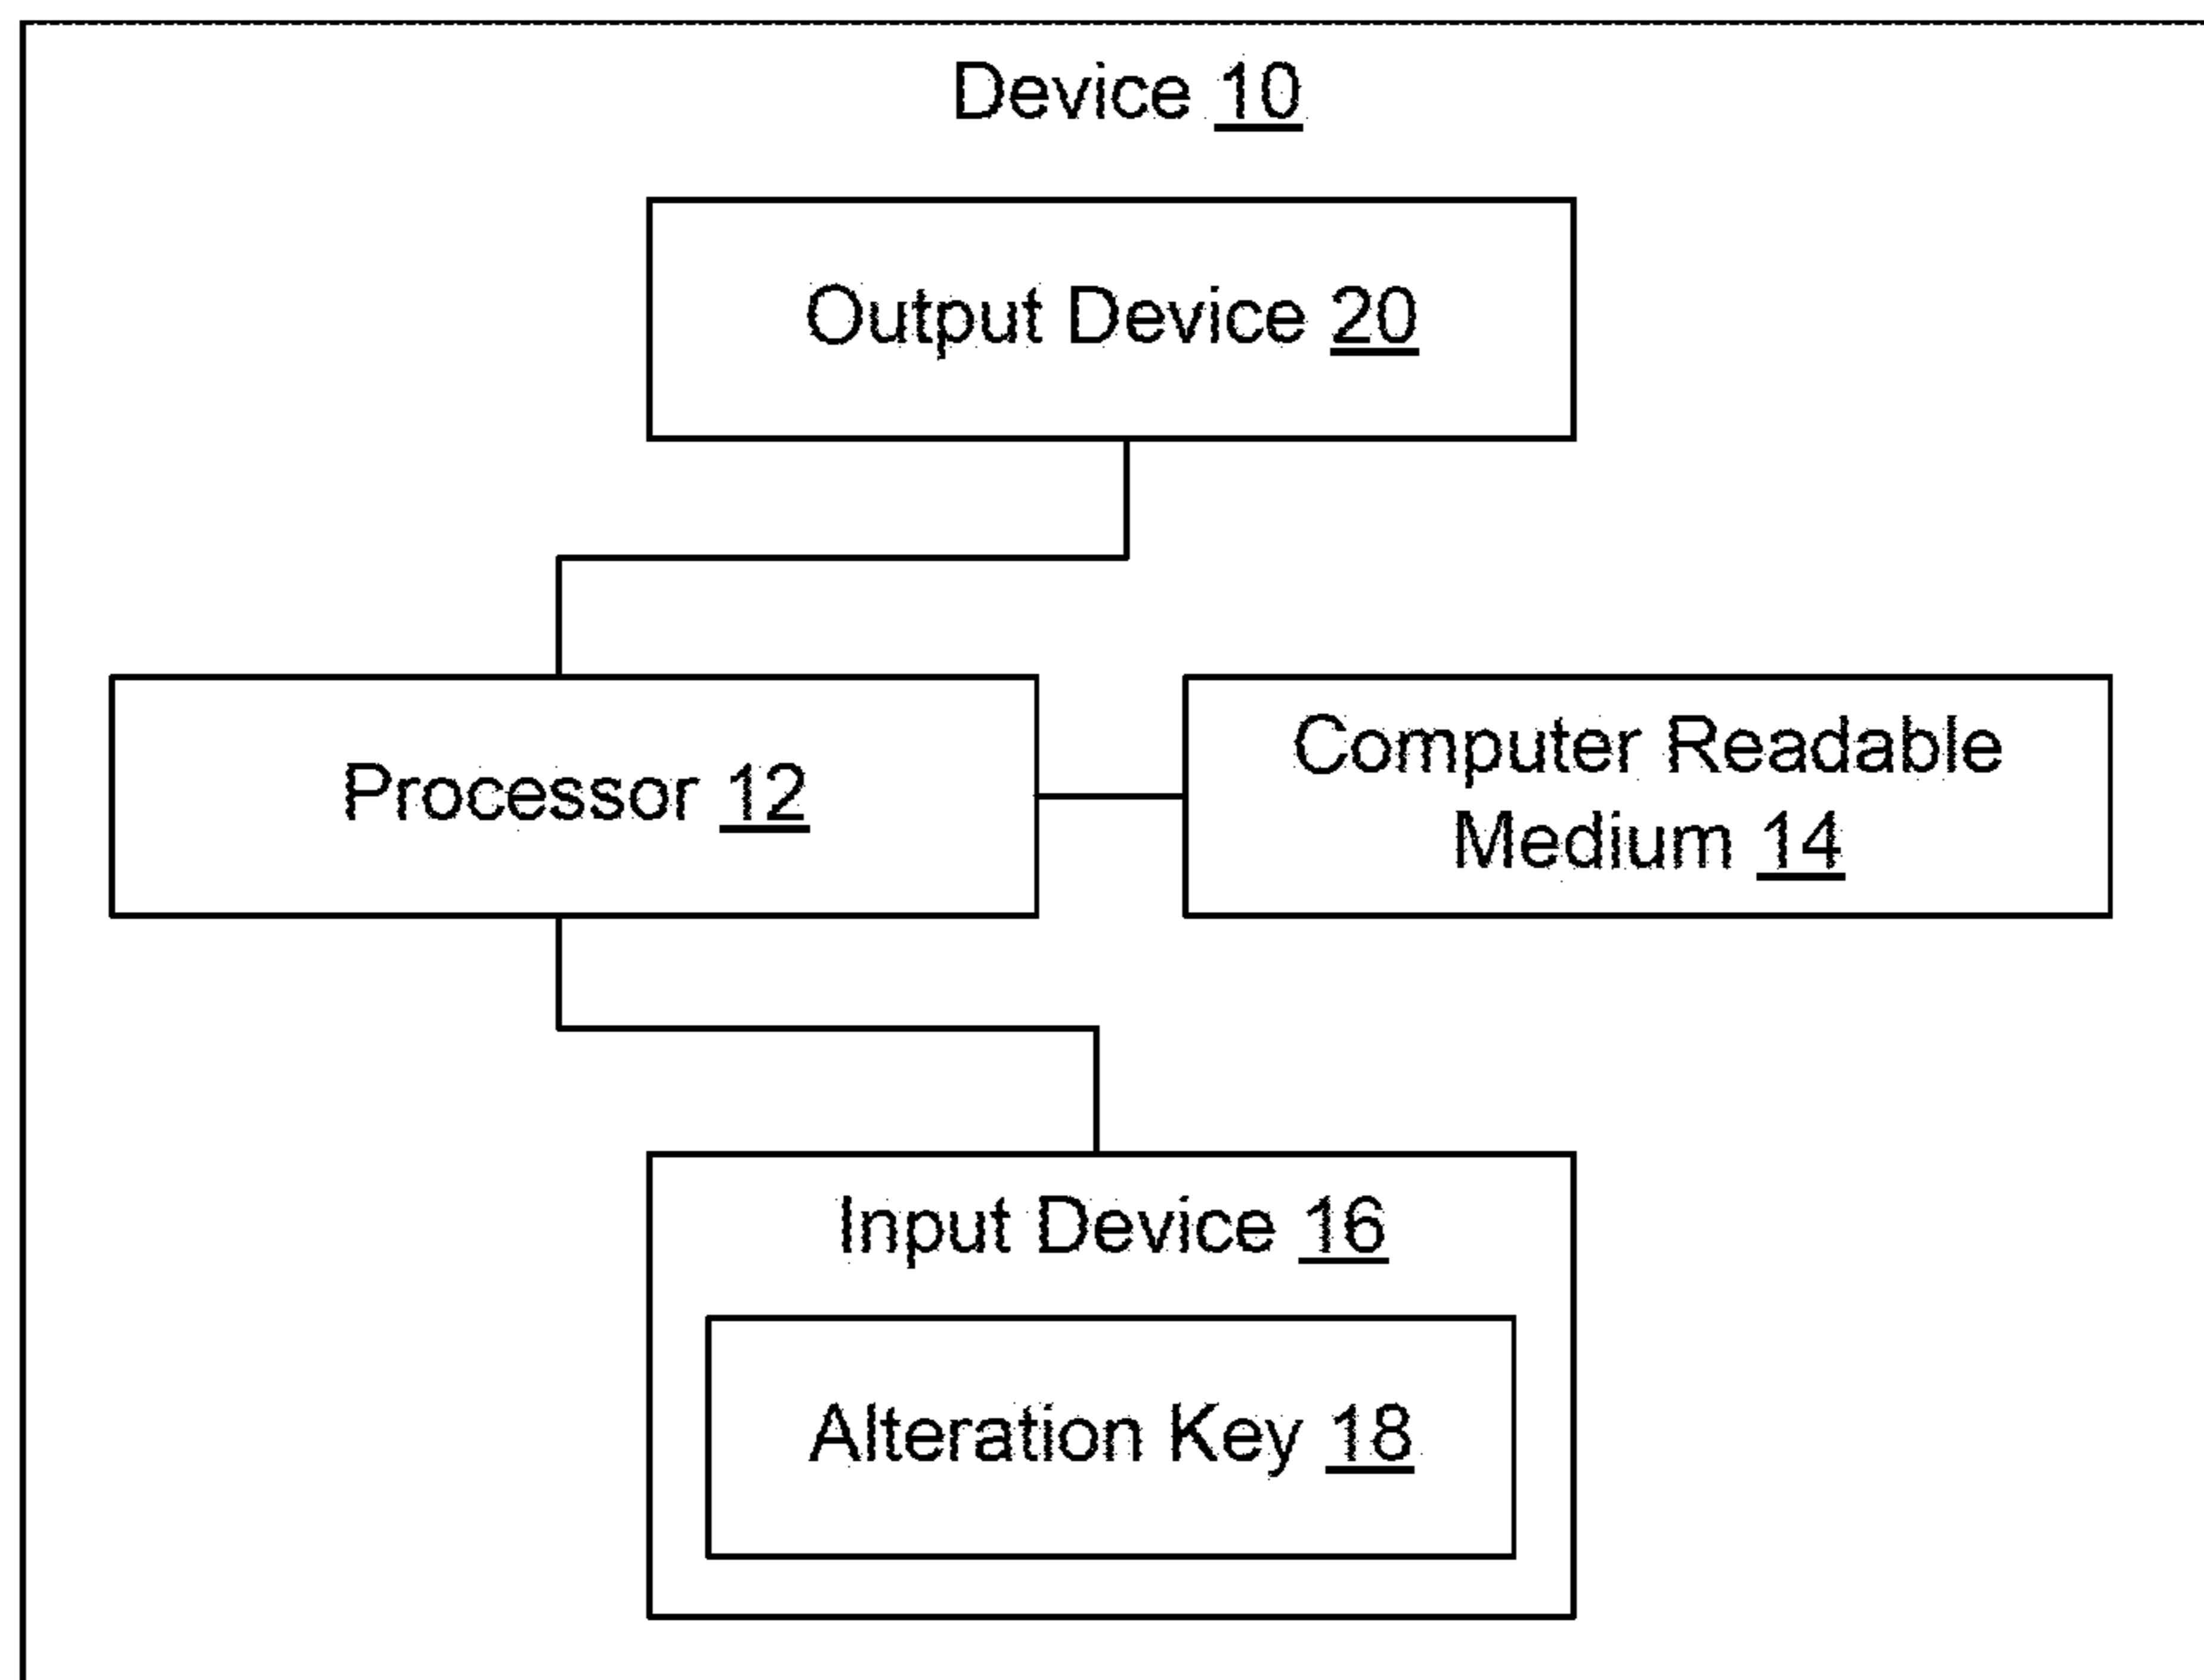 Device 10
Output Device 20
Processor 12
Computer Readable
Medium 14
Input Device 16
Alteration Key 18